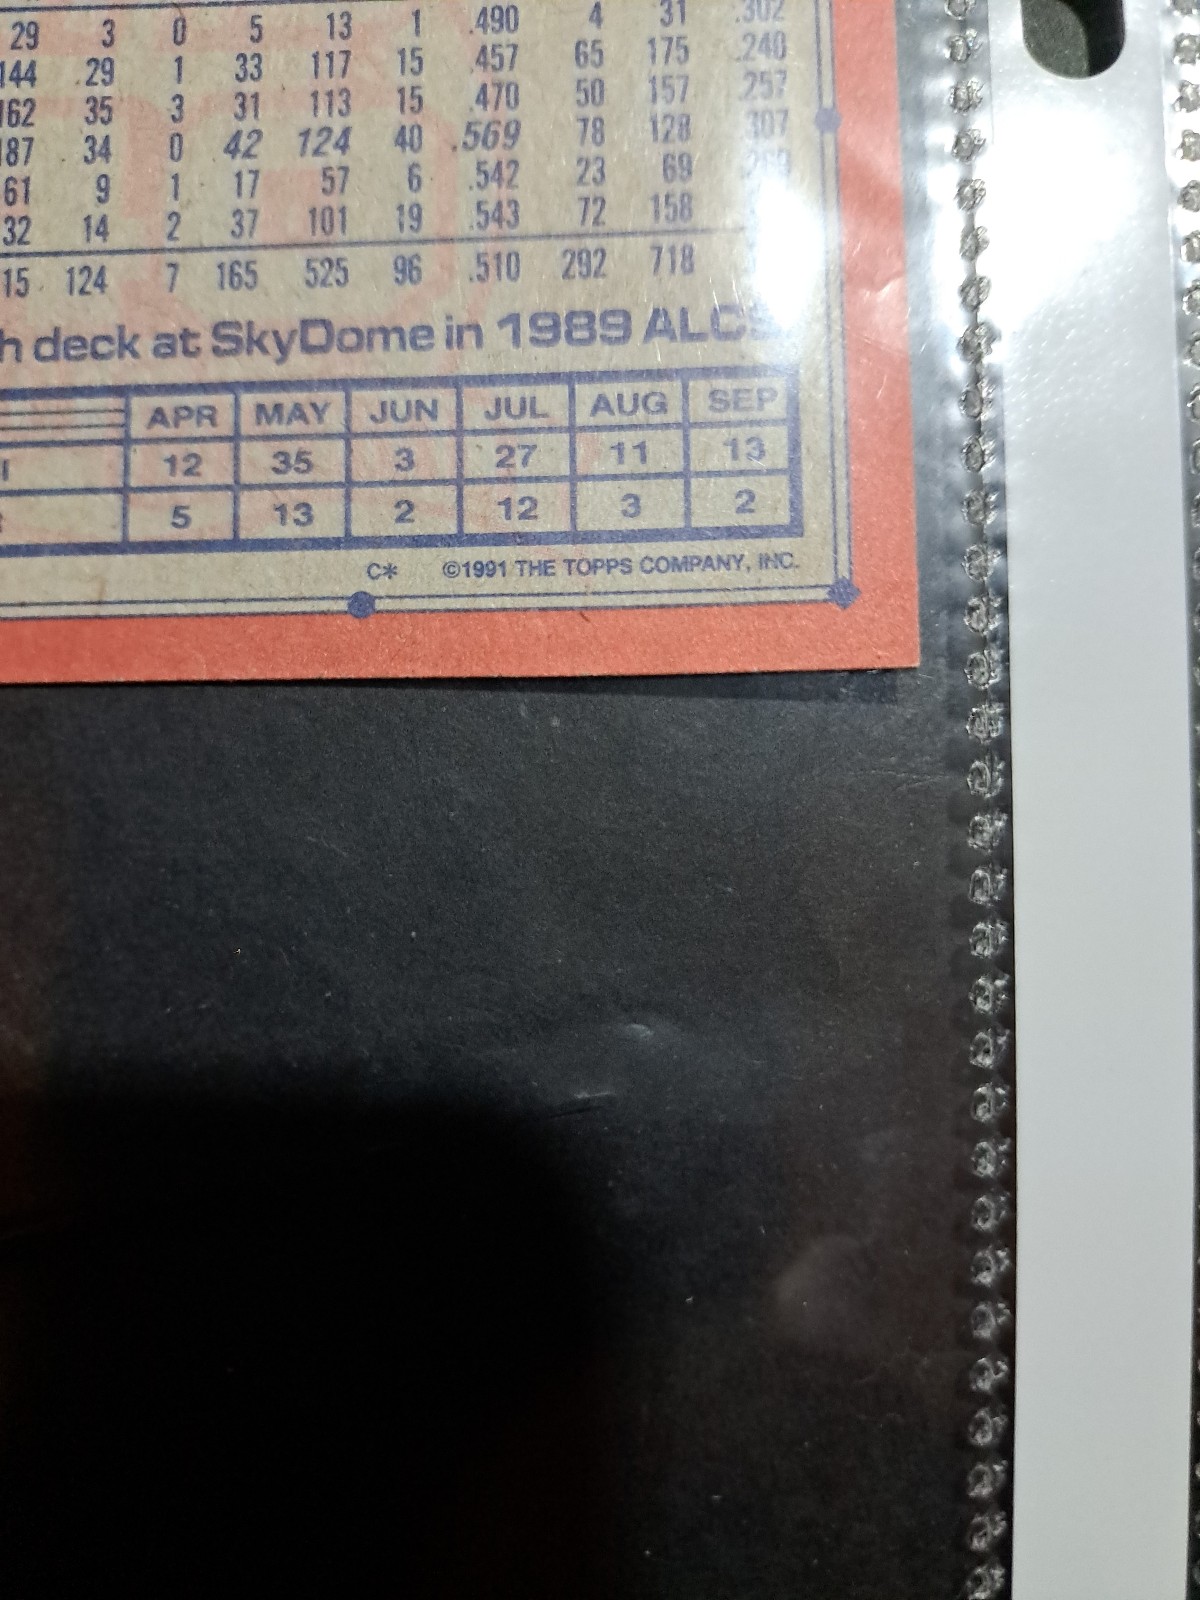 29 3 0 5 13 1 .490 4 31 .302
144 .29 1 33 117 15 .457 65 175 .240
162 35 3 31 113 15 .470 50 157 .257
187 34 0 42 124 40 .569 78 128 .307
61 9 1 17 57 6 .542 23 69
32 14 2 37 101 19 .543 72 158
15 124 7 165 525 96 .510 292 718
h deck at SkyDome in 1989 ALCS
APR MAY JUN JUL AUG SEP
I 12 35 3 27 11 13
5 13 2 12 3 2
C* ©1991 THE TOPPS COMPANY, INC.